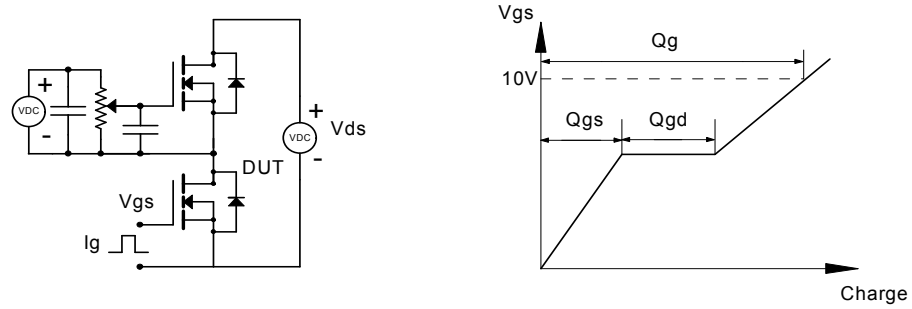 +
VDC
-
+
VDC
-
Vds
DUT
Vgs
Ig
Vgs
Qg
10V
Qgs
Qgd
Charge